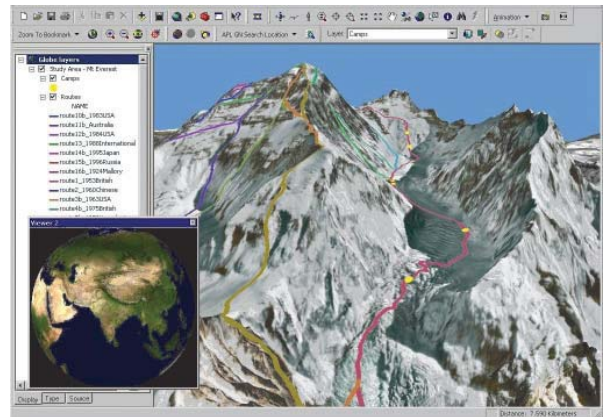 Animation
Zoom To Bookmark
APL GN Search Location
Layer: Camps
Globe layers
Study Area - Mt Everest
Camps
Routes
NAME
route10b_1983USA
route11b_Australia
route12b_1984USA
route13_1988International
route14b_1995Japan
route15b_1996Russia
route16b_1924Mallory
route1_1953British
route2_1960Chinese
route3b_1963USA
route4b_1975British
Viewer 2
Display Type Source
Distance: 7.690 Kilometers